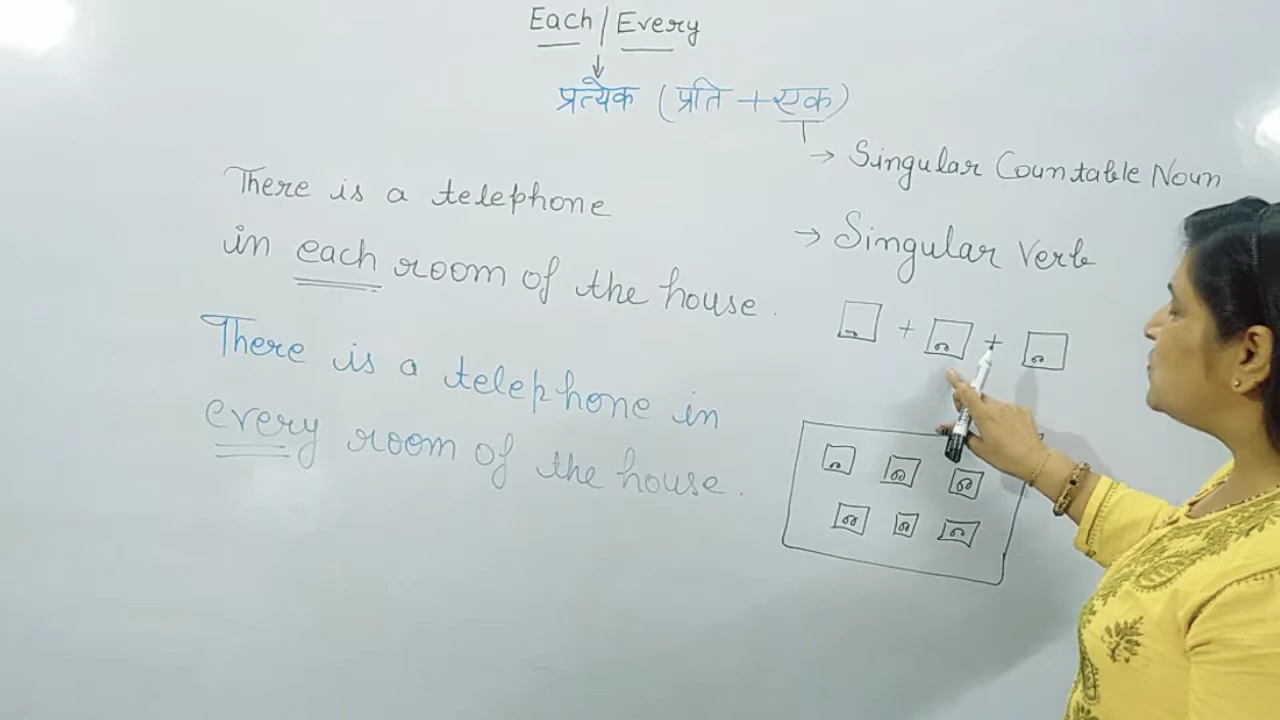 Each / Every
प्रत्येक (प्रति + एक)
→ Singular Countable Noun
→ Singular Verb
There is a telephone
in each room of the house.
There is a telephone in
every room of the house.
+ +